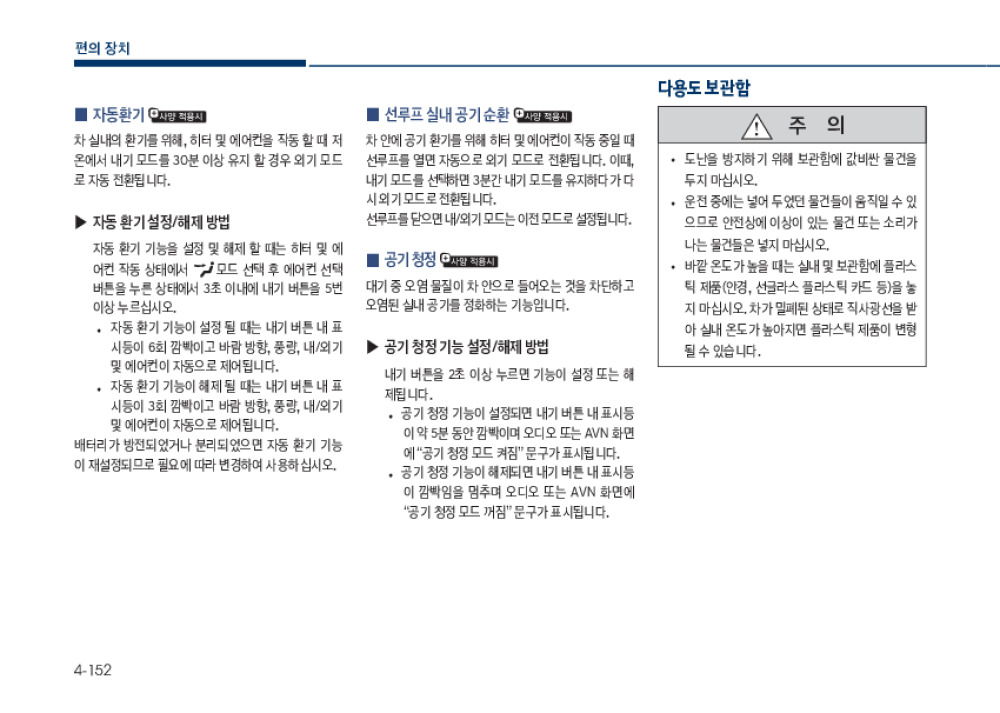 편의 장치
■ 자동환기 사양 적용시
차 실내의 환기를 위해, 히터 및 에어컨을 작동 할 때 저
온에서 내기 모드를 30분 이상 유지 할 경우 외기 모드
로 자동 전환됩니다.
▶ 자동 환기 설정/해제 방법
자동 환기 기능을 설정 및 해제 할 때는 히터 및 에
어컨 작동 상태에서 모드 선택 후 에어컨 선택
버튼을 누른 상태에서 3초 이내에 내기 버튼을 5번
이상 누르십시오.
• 자동 환기 기능이 설정 될 때는 내기 버튼 내 표
시등이 6회 깜빡이고 바람 방향, 풍량, 내/외기
및 에어컨이 자동으로 제어됩니다.
• 자동 환기 기능이 해제 될 때는 내기 버튼 내 표
시등이 3회 깜빡이고 바람 방향, 풍량, 내/외기
및 에어컨이 자동으로 제어됩니다.
배터리가 방전되었거나 분리되었으면 자동 환기 기능
이 재설정되므로 필요에 따라 변경하여 사용하십시오.
■ 선루프 실내 공기 순환 사양 적용시
차 안에 공기 환기를 위해 히터 및 에어컨이 작동 중일 때
선루프를 열면 자동으로 외기 모드로 전환됩니다. 이때,
내기 모드를 선택하면 3분간 내기 모드를 유지하다가 다
시 외기 모드로 전환됩니다.
선루프를 닫으면 내/외기 모드는 이전 모드로 설정됩니다.
■ 공기 청정 사양 적용시
대기 중 오염 물질이 차 안으로 들어오는 것을 차단하고
오염된 실내 공기를 정화하는 기능입니다.
▶ 공기 청정 기능 설정/해제 방법
내기 버튼을 2초 이상 누르면 기능이 설정 또는 해
제됩니다.
• 공기 청정 기능이 설정되면 내기 버튼 내 표시등
이 약 5분 동안 깜빡이며 오디오 또는 AVN 화면
에 “공기 청정 모드 켜짐” 문구가 표시됩니다.
• 공기 청정 기능이 해제되면 내기 버튼 내 표시등
이 깜빡임을 멈추며 오디오 또는 AVN 화면에
“공기 청정 모드 꺼짐” 문구가 표시됩니다.
다용도 보관함
주 의
• 도난을 방지하기 위해 보관함에 값비싼 물건을
두지 마십시오.
• 운전 중에는 넣어 두었던 물건들이 움직일 수 있
으므로 안전상에 이상이 있는 물건 또는 소리가
나는 물건들은 넣지 마십시오.
• 바깥 온도가 높을 때는 실내 및 보관함에 플라스
틱 제품(안경, 선글라스 플라스틱 카드 등)을 놓
지 마십시오. 차가 밀폐된 상태로 직사광선을 받
아 실내 온도가 높아지면 플라스틱 제품이 변형
될 수 있습니다.
4-152